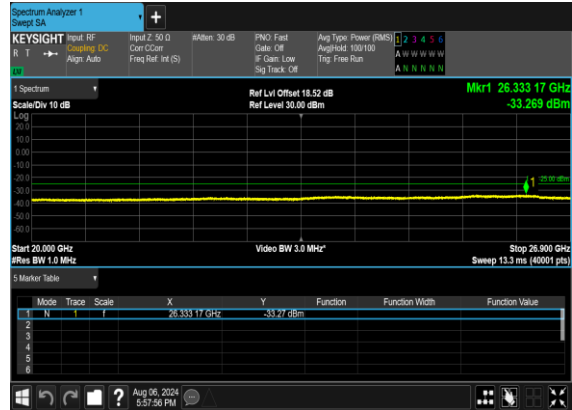 Spectrum Analyzer 1
Swept SA
+
KEYSIGHT Input: RF Input Z: 50 Ω #Atten: 30 dB PNO: Fast Avg Type: Power (RMS) 1 2 3 4 5 6
R T Coupling: DC Corr CCorr Gate: Off Avg|Hold: 100/100 A W W W W W
Align: Auto Freq Ref: Int (S) IF Gain: Low Trig: Free Run
Sig Track: Off A N N N N N
1 Spectrum Ref Lvl Offset 18.52 dB Mkr1 26.333 17 GHz
Scale/Div 10 dB Ref Level 30.00 dBm -33.269 dBm
Log
20.0
10.0
0.00
-10.0
-20.0
1 -25.00 dBm
-30.0
-40.0
-50.0
-60.0
Start 20.000 GHz Video BW 3.0 MHz* Stop 26.900 GHz
#Res BW 1.0 MHz Sweep 13.3 ms (40001 pts)
5 Marker Table
Mode Trace Scale X Y Function Function Width Function Value
1 N 1 f 26.333 17 GHz -33.27 dBm
2
3
4
5
6
? Aug 06, 2024
5:57:56 PM